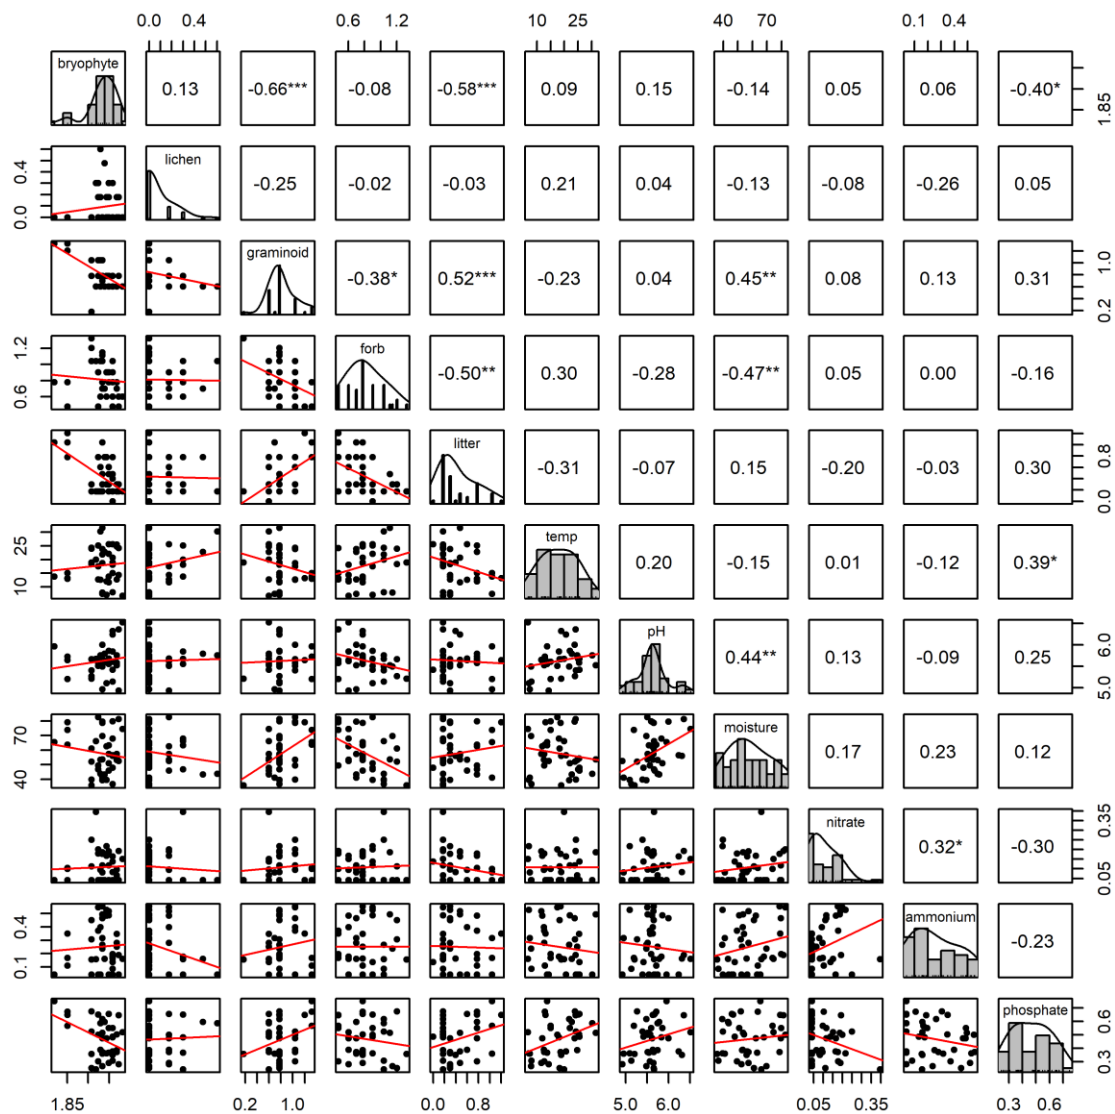 0.0 0.4 0.6 1.2 10 25 40 70 0.1 0.4
bryophyte 0.13 -0.66*** -0.08 -0.58*** 0.09 0.15 -0.14 0.05 0.06 -0.40* 1.85
0.0 0.4 lichen -0.25 -0.02 -0.03 0.21 0.04 -0.13 -0.08 -0.26 0.05
graminoid -0.38* 0.52*** -0.23 0.04 0.45** 0.08 0.13 0.31 0.2 1.0
0.6 1.2 forb -0.50** 0.30 -0.28 -0.47** 0.05 0.00 -0.16
litter -0.31 -0.07 0.15 -0.20 -0.03 0.30 0.0 0.8
10 25 temp 0.20 -0.15 0.01 -0.12 0.39*
pH 0.44** 0.13 -0.09 0.25 5.0 6.0
40 70 moisture 0.17 0.23 0.12
nitrate 0.32* -0.30 0.05 0.35
0.1 0.4 ammonium -0.23
phosphate 0.3 0.6
1.85 0.2 1.0 0.0 0.8 5.0 6.0 0.05 0.35 0.3 0.6